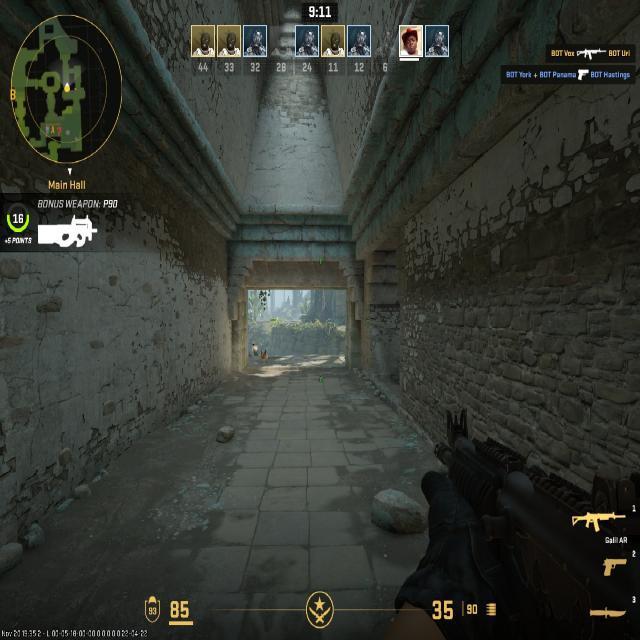 9:11
44 33 32 28 24 11 12 6
BOT Vox BOT Uri
BOT York + BOT Panama BOT Hastings
B
A
Main Hall
16
BONUS WEAPON: P90
+5 POINTS
1
Galil AR
2
3
93 85
35 | 90